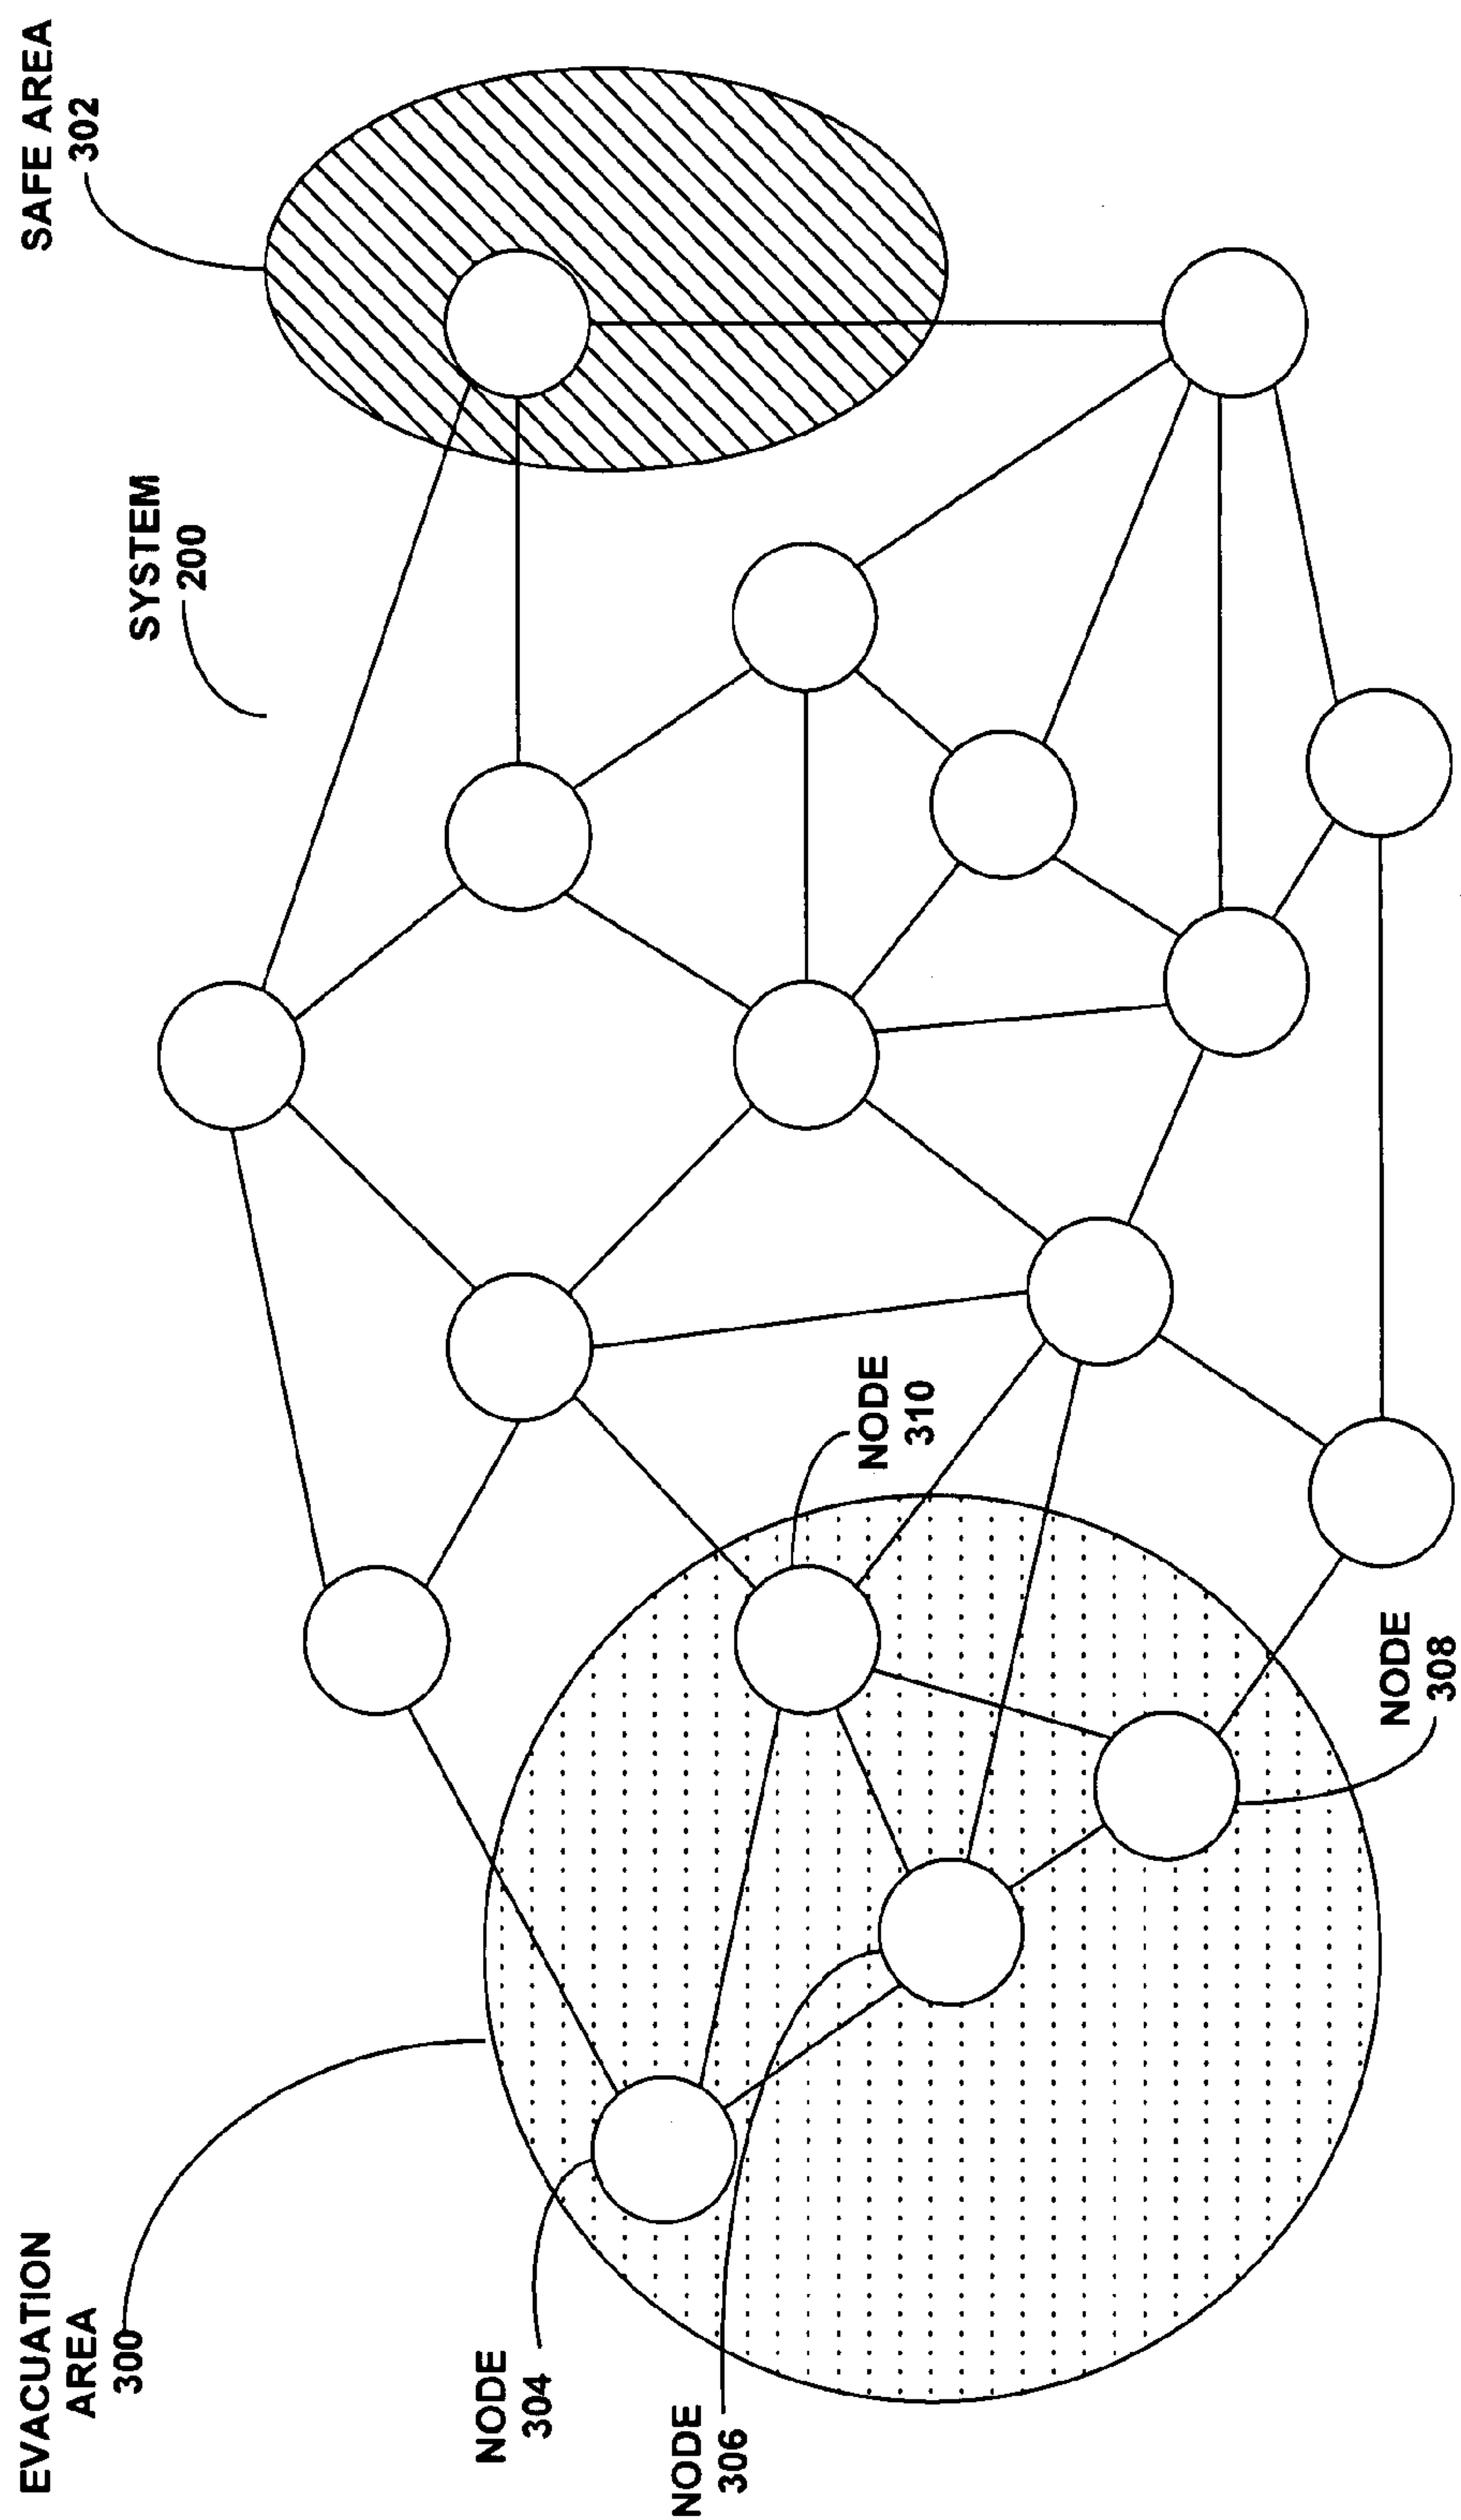 EVACUATION
AREA
300
SYSTEM
200
SAFE AREA
302
NODE
304
NODE
306
NODE
310
NODE
308